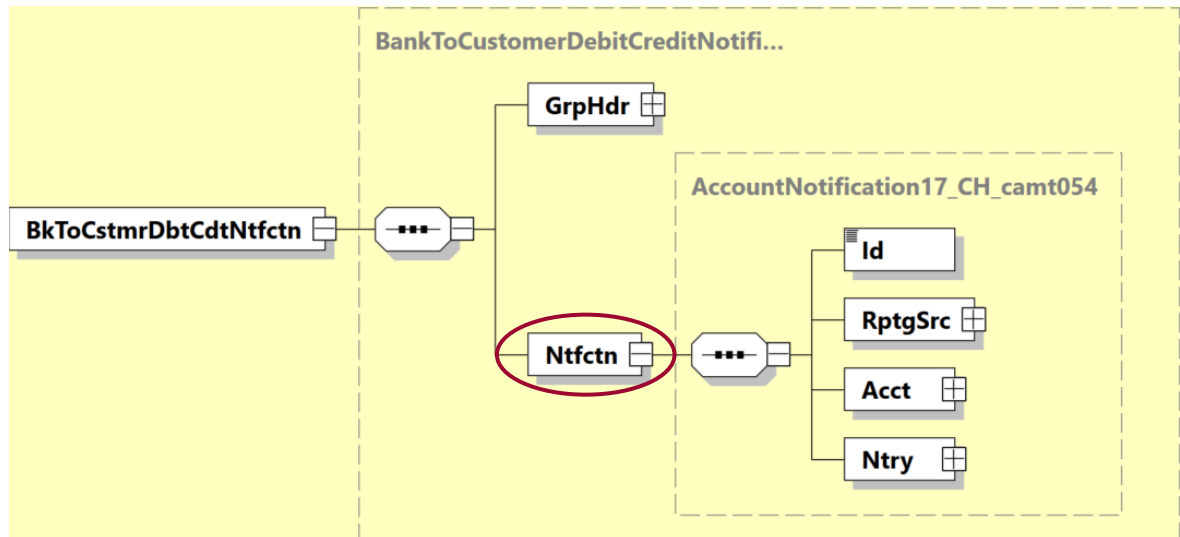 BankToCustomerDebitCreditNotifi...
GrpHdr
AccountNotification17_CH_camt054
BkToCstmrDbtCdtNtfctn
Id
RptgSrc
Ntfctn
Acct
Ntry